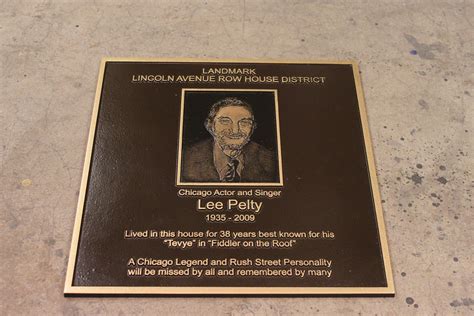 LANDMARK
LINCOLN AVENUE ROW HOUSE DISTRICT
Chicago Actor and Singer
Lee Pelty
1935 - 2009
Lived in this house for 38 years best known for his
"Tevye" in "Fiddler on the Roof"
A Chicago Legend and Rush Street Personality
will be missed by all and remembered by many